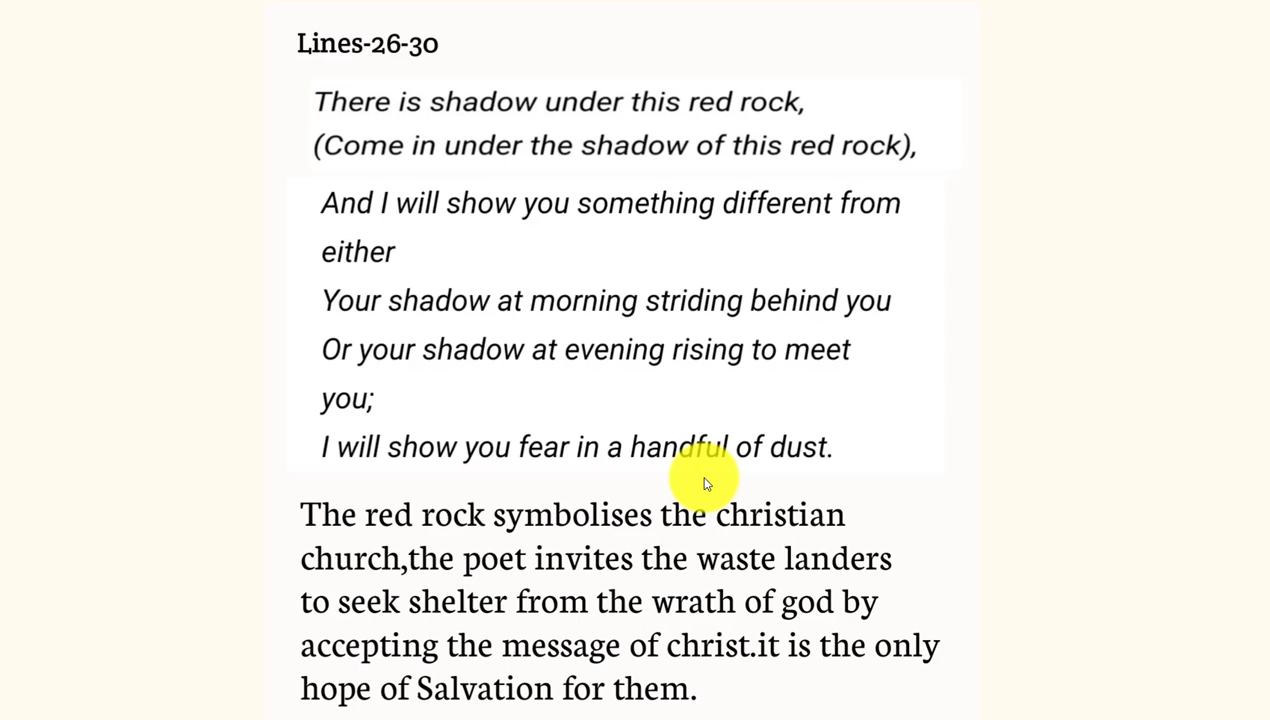 Lines-26-30
There is shadow under this red rock,
(Come in under the shadow of this red rock),
And I will show you something different from
either
Your shadow at morning striding behind you
Or your shadow at evening rising to meet
you;
I will show you fear in a handful of dust.
The red rock symbolises the christian
church,the poet invites the waste landers
to seek shelter from the wrath of god by
accepting the message of christ.it is the only
hope of Salvation for them.